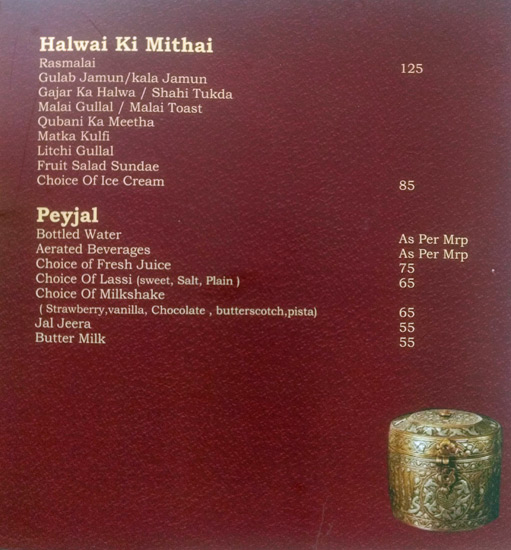 Halwai Ki Mithai
Rasmalai 125
Gulab Jamun/kala Jamun
Gajar Ka Halwa / Shahi Tukda
Malai Gullal / Malai Toast
Qubani Ka Meetha
Matka Kulfi
Litchi Gullal
Fruit Salad Sundae
Choice Of Ice Cream 85
Peyjal
Bottled Water As Per Mrp
Aerated Beverages As Per Mrp
Choice of Fresh Juice 75
Choice Of Lassi (sweet, Salt, Plain ) 65
Choice Of Milkshake
( Strawberry,vanilla, Chocolate , butterscotch,pista) 65
Jal Jeera 55
Butter Milk 55